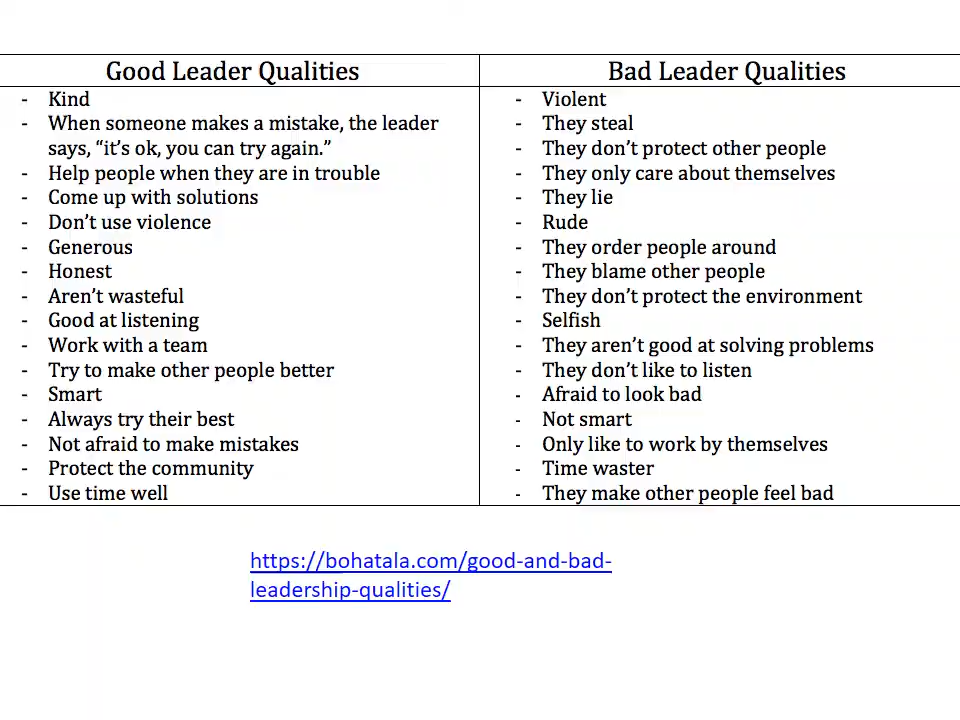 Good Leader Qualities
- Kind
- When someone makes a mistake, the leader
says, “it’s ok, you can try again.”
- Help people when they are in trouble
- Come up with solutions
- Don’t use violence
- Generous
- Honest
- Aren’t wasteful
- Good at listening
- Work with a team
- Try to make other people better
- Smart
- Always try their best
- Not afraid to make mistakes
- Protect the community
- Use time well
Bad Leader Qualities
- Violent
- They steal
- They don’t protect other people
- They only care about themselves
- They lie
- Rude
- They order people around
- They blame other people
- They don’t protect the environment
- Selfish
- They aren’t good at solving problems
- They don’t like to listen
- Afraid to look bad
- Not smart
- Only like to work by themselves
- Time waster
- They make other people feel bad
https://bohatala.com/good-and-bad-
leadership-qualities/